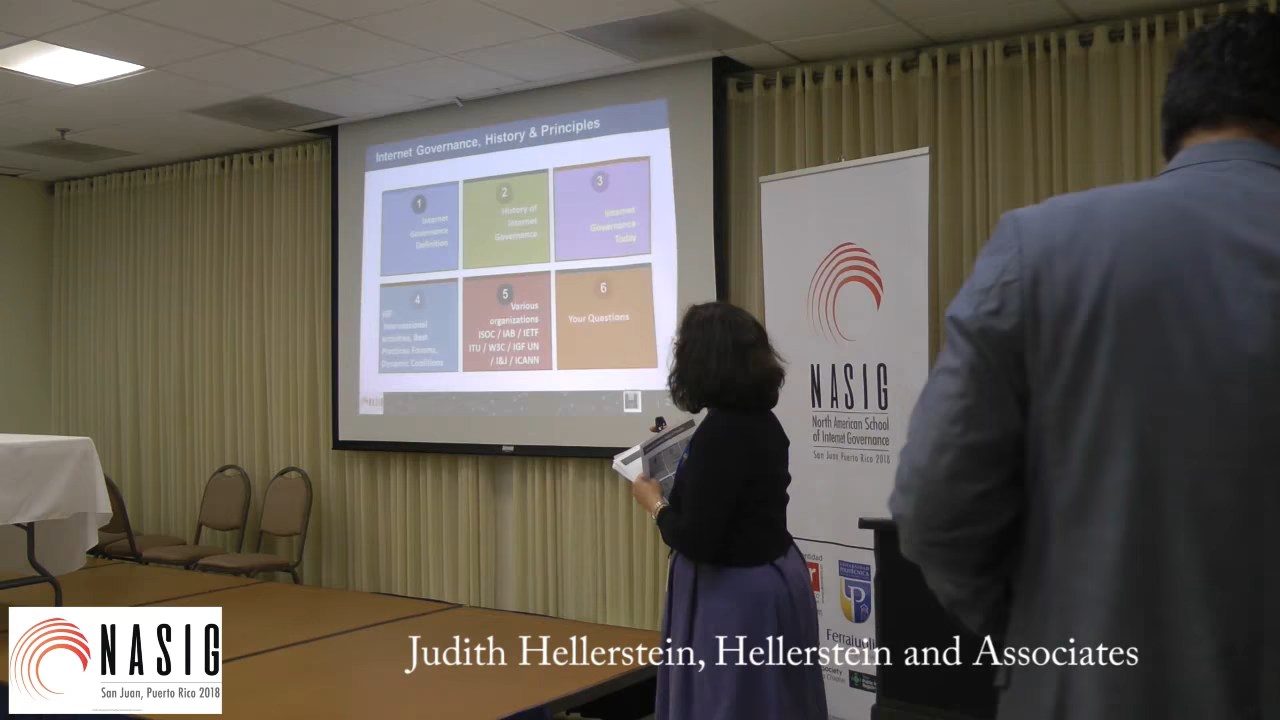 Internet Governance, History & Principles
1
Internet
Governance
Definition
2
History of
Internet
Governance
3
Internet
Governance
Today
4
IGF
Intersessional
activities, Best
Practices Forums,
Dynamic Coalitions
5
Various
organizations
ISOC / IAB / IETF
ITU / W3C / IGF UN
/ I&J / ICANN
6
Your Questions
NASIG
North American School
of Internet Governance
San Juan, Puerto Rico 2018
Judith Hellerstein, Hellerstein and Associates
NASIG
San Juan, Puerto Rico 2018